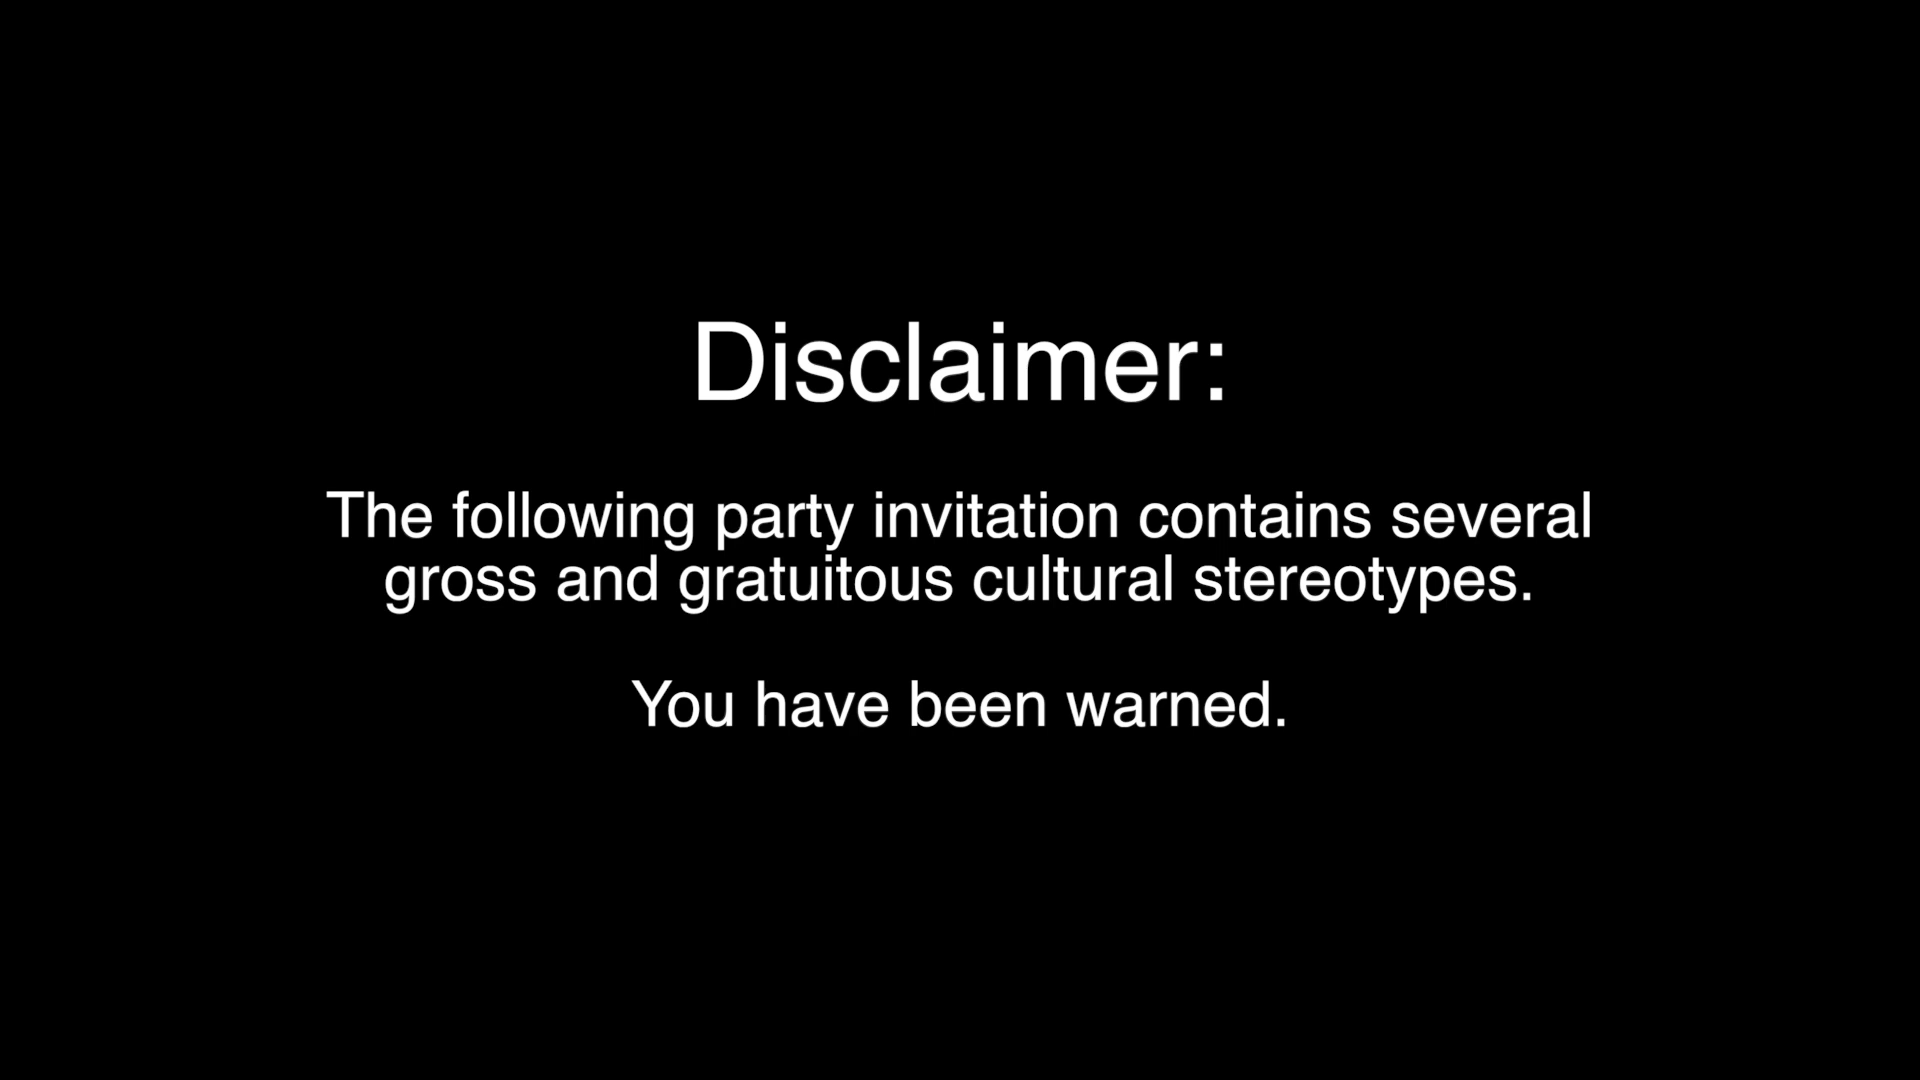 Disclaimer:
The following party invitation contains several
gross and gratuitous cultural stereotypes.
You have been warned.